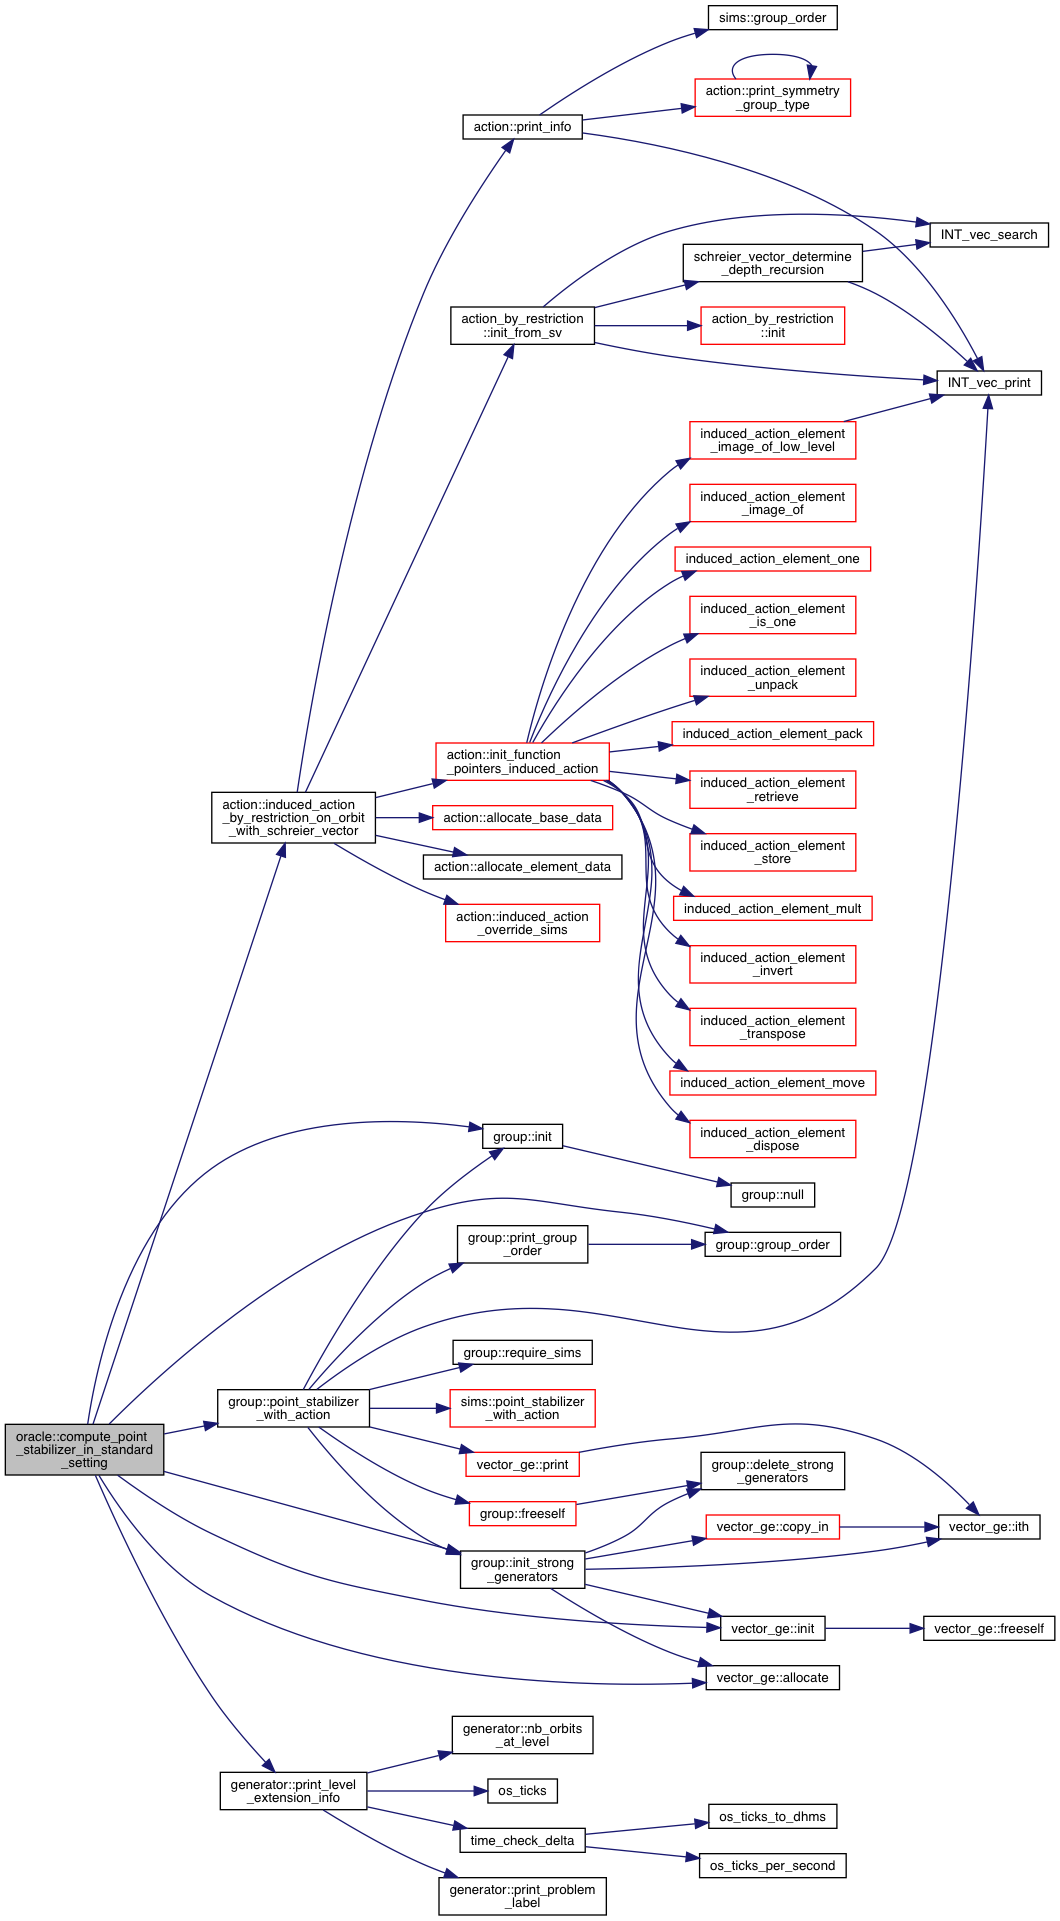 sims::group_order
action::print_symmetry
_group_type
action::print_info
INT_vec_search
schreier_vector_determine
_depth_recursion
action_by_restriction
::init_from_sv
action_by_restriction
::init
INT_vec_print
induced_action_element
_image_of_low_level
induced_action_element
_image_of
induced_action_element_one
induced_action_element
_is_one
induced_action_element
_unpack
induced_action_element_pack
action::init_function
_pointers_induced_action
induced_action_element
_retrieve
action::induced_action
_by_restriction_on_orbit
_with_schreier_vector
action::allocate_base_data
induced_action_element
_store
action::allocate_element_data
induced_action_element_mult
action::induced_action
_override_sims
induced_action_element
_invert
induced_action_element
_transpose
induced_action_element_move
induced_action_element
_dispose
group::init
group::null
group::print_group
_order
group::group_order
group::require_sims
group::point_stabilizer
_with_action
sims::point_stabilizer
_with_action
oracle::compute_point
_stabilizer_in_standard
_setting
vector_ge::print
group::delete_strong
_generators
group::freeself
vector_ge::copy_in
vector_ge::ith
group::init_strong
_generators
vector_ge::init
vector_ge::freeself
vector_ge::allocate
generator::nb_orbits
_at_level
generator::print_level
_extension_info
os_ticks
os_ticks_to_dhms
time_check_delta
os_ticks_per_second
generator::print_problem
_label